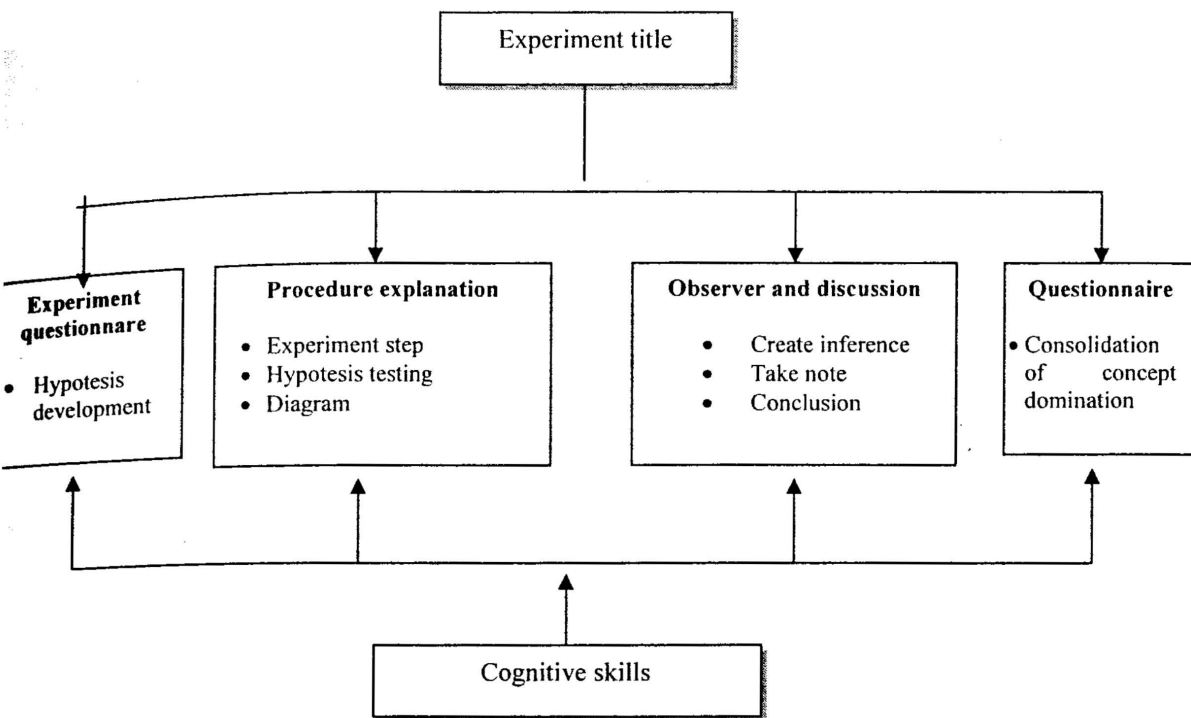 Experiment title
Experiment
questionnare
• Hypotesis
development
Procedure explanation
• Experiment step
• Hypotesis testing
• Diagram
Observer and discussion
• Create inference
• Take note
• Conclusion
Questionnaire
• Consolidation
of concept
domination
Cognitive skills